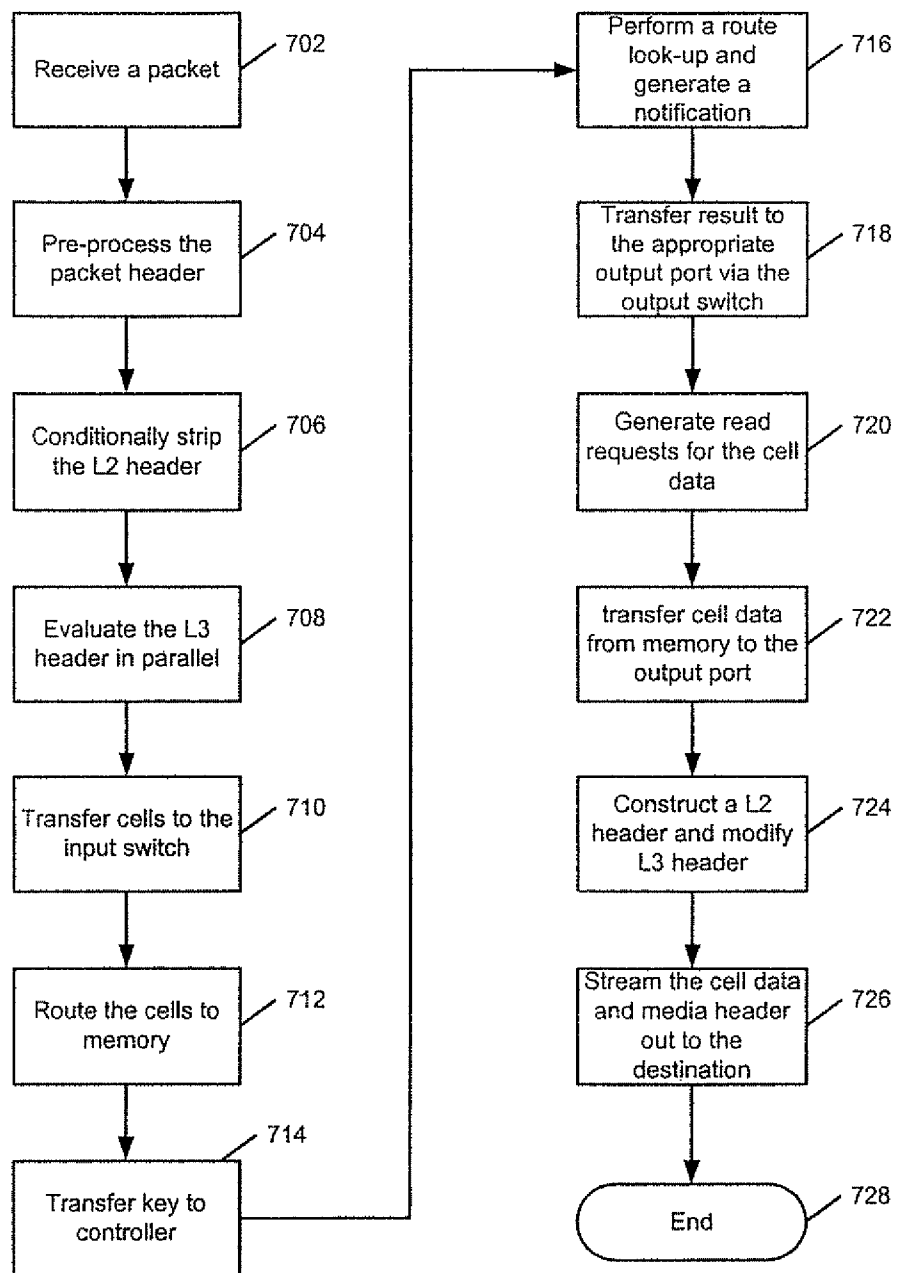 Receive a packet
702
Pre-process the
packet header
704
Conditionally strip
the L2 header
706
Evaluate the L3
header in parallel
708
Transfer cells to the
input switch
710
Route the cells to
memory
712
Transfer key to
controller
714
Perform a route
look-up and
generate a
notification
716
Transfer result to
the appropriate
output port via the
output switch
718
Generate read
requests for the cell
data
720
transfer cell data
from memory to the
output port
722
Construct a L2
header and modify
L3 header
724
Stream the cell data
and media header
out to the
destination
726
End
728